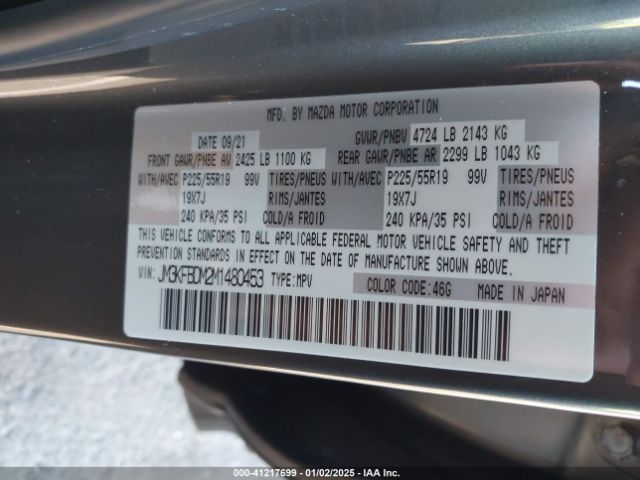 MFD. BY MAZDA MOTOR CORPORATION
DATE 09/21 GVWR/PNBV 4724 LB 2143 KG
FRONT GAWR/PNBE AV 2425 LB 1100 KG REAR GAWR/PNBE AR 2299 LB 1043 KG
WITH/AVEC P225/55R19 99V TIRES/PNEUS WITH/AVEC P225/55R19 99V TIRES/PNEUS
19X7J RIMS/JANTES 19X7J RIMS/JANTES
240 KPA/35 PSI COLD/A FROID 240 KPA/35 PSI COLD/A FROID
THIS VEHICLE CONFORMS TO ALL APPLICABLE FEDERAL MOTOR VEHICLE SAFETY AND THEFT
PREVENTION STANDARDS IN EFFECT ON THE DATE OF MANUFACTURE SHOWN ABOVE.
VIN: JM3KFBDM2M1480453 TYPE:MPV COLOR CODE:46G MADE IN JAPAN
000-41217699 - 01/02/2025 - IAA, Inc.